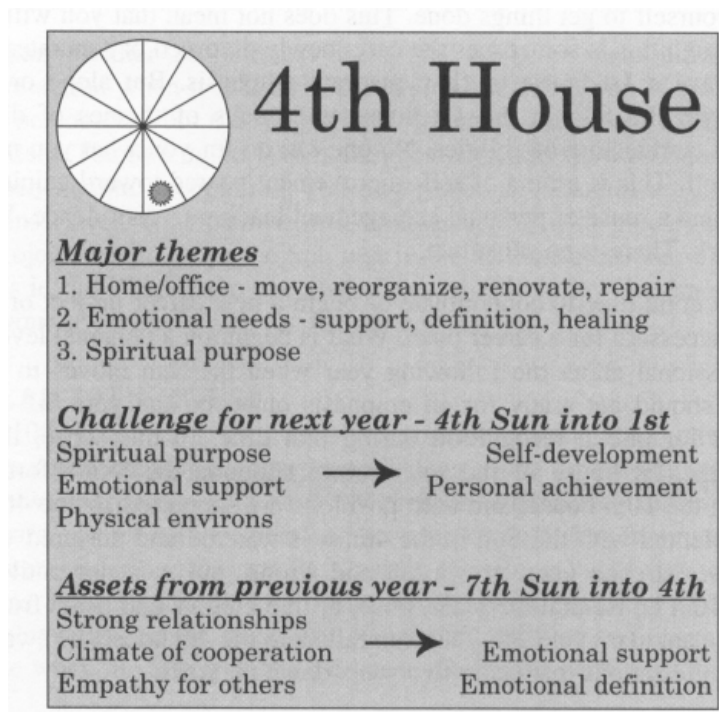 4th House
Major themes
1. Home/office - move, reorganize, renovate, repair
2. Emotional needs - support, definition, healing
3. Spiritual purpose
Challenge for next year - 4th Sun into 1st
Spiritual purpose Self-development
Emotional support Personal achievement
Physical environs
Assets from previous year - 7th Sun into 4th
Strong relationships
Climate of cooperation Emotional support
Empathy for others Emotional definition